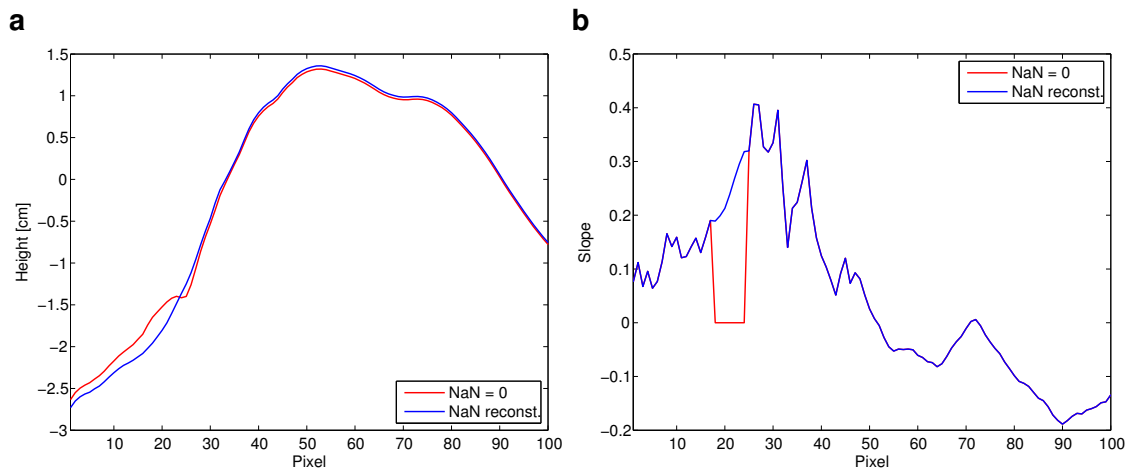 a
1.5
1
0.5
0
−0.5
−1
−1.5
−2
−2.5
−3
Height [cm]
10 20 30 40 50 60 70 80 90 100
Pixel
NaN = 0
NaN reconst.
b
0.5
0.4
0.3
0.2
0.1
0
−0.1
−0.2
Slope
10 20 30 40 50 60 70 80 90 100
Pixel
NaN = 0
NaN reconst.